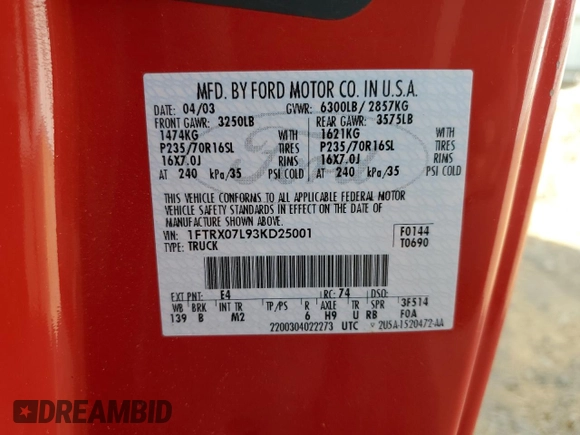 MFD. BY FORD MOTOR CO. IN U.S.A.
DATE: 04/03 GVWR: 6300LB/ 2857KG
FRONT GAWR: 3250LB REAR GAWR: 3575LB
1474KG WITH 1621KG WITH
P235/70R16SL TIRES P235/70R16SL TIRES
16X7.0J RIMS 16X7.0J RIMS
AT 240 kPa/35 PSI COLD AT 240 kPa/35 PSI COLD
THIS VEHICLE CONFORMS TO ALL APPLICABLE FEDERAL MOTOR
VEHICLE SAFETY STANDARDS IN EFFECT ON THE DATE OF
MANUFACTURE SHOWN ABOVE.
VIN: 1FTRX07L93KD25001 F0144
TYPE: TRUCK T0690
Ford
EXT PNT: E4 RC: 74 DSO:
WB BRK INT TR TP/PS R AXLE TR SPR 3F514
139 B M2 6 H9 U RB F0A
2200304022273 UTC 2U5A-1520472-AA
DREAMBID